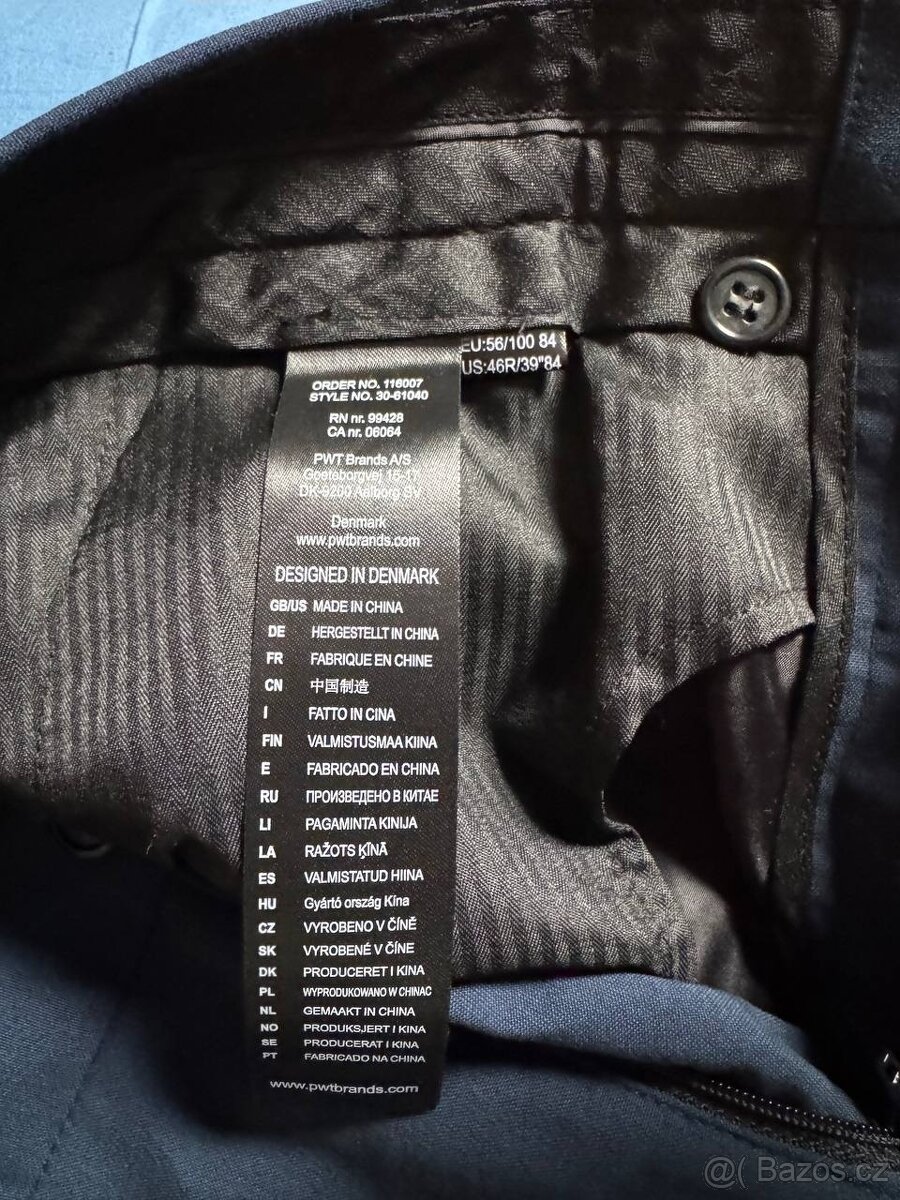 EU:56/100 84
US:46R/39"84
ORDER NO. 116007
STYLE NO. 30-61040
RN nr. 99428
CA nr. 06064
PWT Brands A/S
Goeteborgvej 15-17
DK-9200 Aalborg SV
Denmark
www.pwtbrands.com
DESIGNED IN DENMARK
GB/US MADE IN CHINA
DE HERGESTELLT IN CHINA
FR FABRIQUE EN CHINE
CN 中国制造
I FATTO IN CINA
FIN VALMISTUSMAA KIINA
E FABRICADO EN CHINA
RU ПРОИЗВЕДЕНО В КИТАЕ
LI PAGAMINTA KINIJA
LA RAŽOTS ĶĪNĀ
ES VALMISTATUD HIINA
HU Gyártó ország Kína
CZ VYROBENO V ČÍNĚ
SK VYROBENÉ V ČÍNE
DK PRODUCERET I KINA
PL WYPRODUKOWANO W CHINAC
NL GEMAAKT IN CHINA
NO PRODUKSJERT I KINA
SE PRODUCERAT I KINA
PT FABRICADO NA CHINA
www.pwtbrands.com
@( Bazos.cz